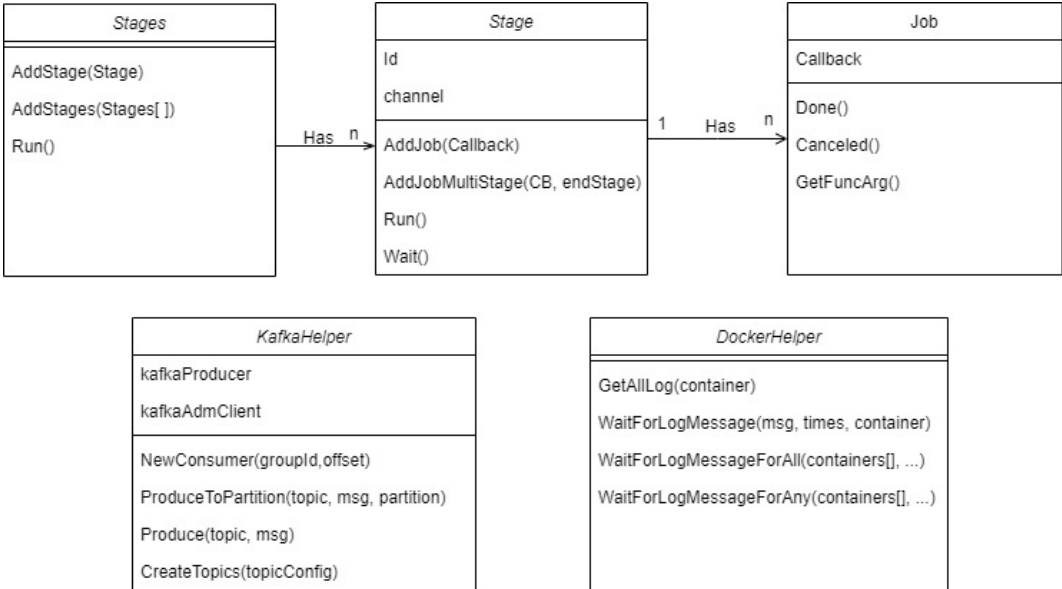 Stages
AddStage(Stage)
AddStages(Stages[ ])
Run()
Has n
Stage
Id
channel
AddJob(Callback)
AddJobMultiStage(CB, endStage)
Run()
Wait()
1 Has n
Job
Callback
Done()
Canceled()
GetFuncArg()
KafkaHelper
kafkaProducer
kafkaAdmClient
NewConsumer(groupId,offset)
ProduceToPartition(topic, msg, partition)
Produce(topic, msg)
CreateTopics(topicConfig)
DockerHelper
GetAllLog(container)
WaitForLogMessage(msg, times, container)
WaitForLogMessageForAll(containers[], ...)
WaitForLogMessageForAny(containers[], ...)